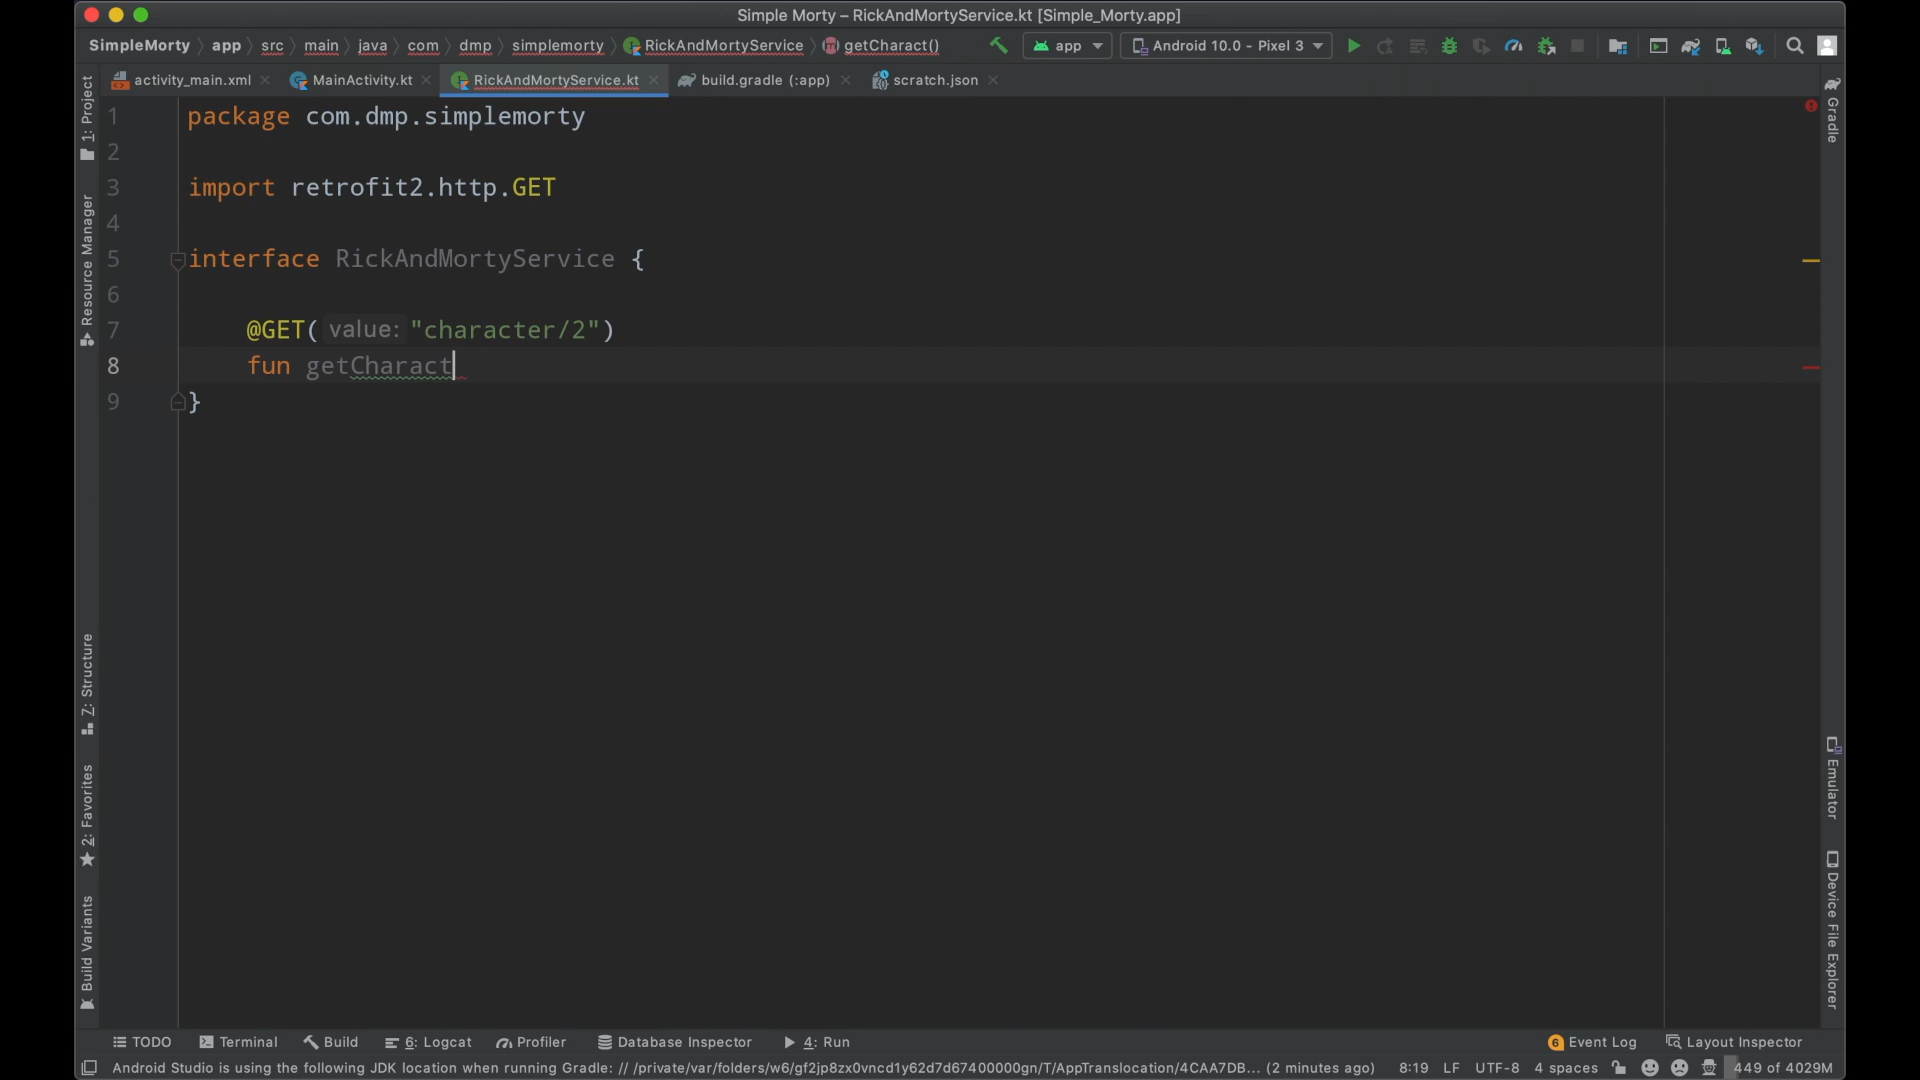 Simple Morty – RickAndMortyService.kt [Simple_Morty.app]
SimpleMorty app src main java com dmp simplemorty RickAndMortyService getCharact() app Android 10.0 - Pixel 3
activity_main.xml MainActivity.kt RickAndMortyService.kt build.gradle (:app) scratch.json
1 package com.dmp.simplemorty
2
3 import retrofit2.http.GET
4
5 interface RickAndMortyService {
6
7 @GET( value: "character/2")
8 fun getCharact
9 }
1: Project
Resource Manager
Z: Structure
2: Favorites
Build Variants
Gradle
Emulator
Device File Explorer
TODO Terminal Build 6: Logcat Profiler Database Inspector 4: Run 6 Event Log Layout Inspector
Android Studio is using the following JDK location when running Gradle: // /private/var/folders/w6/gf2jp8zx0vncd1y62d7d67400000gn/T/AppTranslocation/4CAA7DB... (2 minutes ago) 8:19 LF UTF-8 4 spaces 449 of 4029M